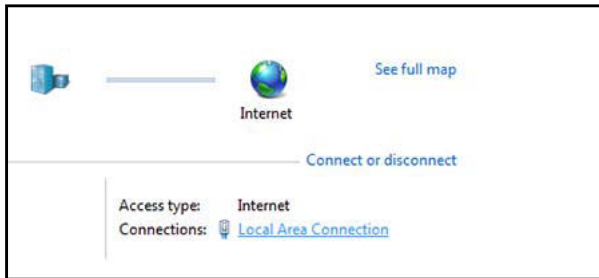 See full map
Internet
Connect or disconnect
Access type: Internet
Connections: Local Area Connection